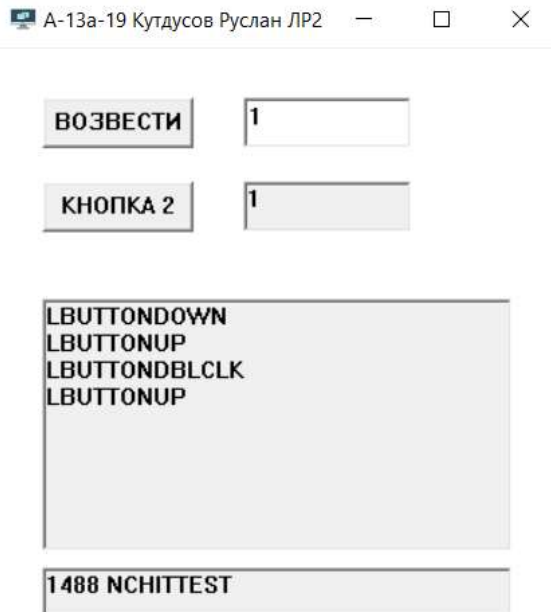 А-13а-19 Кутдусов Руслан ЛР2
ВОЗВЕСТИ
1
КНОПКА 2
1
LBUTTONDOWN
LBUTTONUP
LBUTTONDBLCLK
LBUTTONUP
1488 NCHITTEST